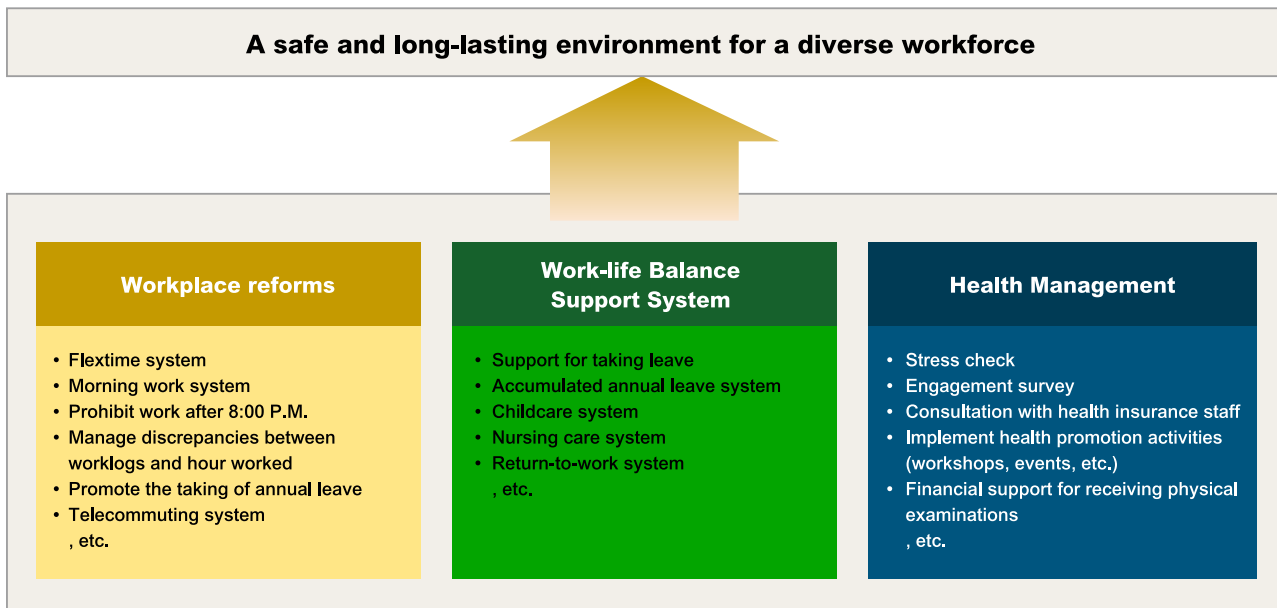 A safe and long-lasting environment for a diverse workforce
Workplace reforms
• Flextime system
• Morning work system
• Prohibit work after 8:00 P.M.
• Manage discrepancies between
worklogs and hour worked
• Promote the taking of annual leave
• Telecommuting system
, etc.
Work-life Balance
Support System
• Support for taking leave
• Accumulated annual leave system
• Childcare system
• Nursing care system
• Return-to-work system
, etc.
Health Management
• Stress check
• Engagement survey
• Consultation with health insurance staff
• Implement health promotion activities
(workshops, events, etc.)
• Financial support for receiving physical
examinations
, etc.